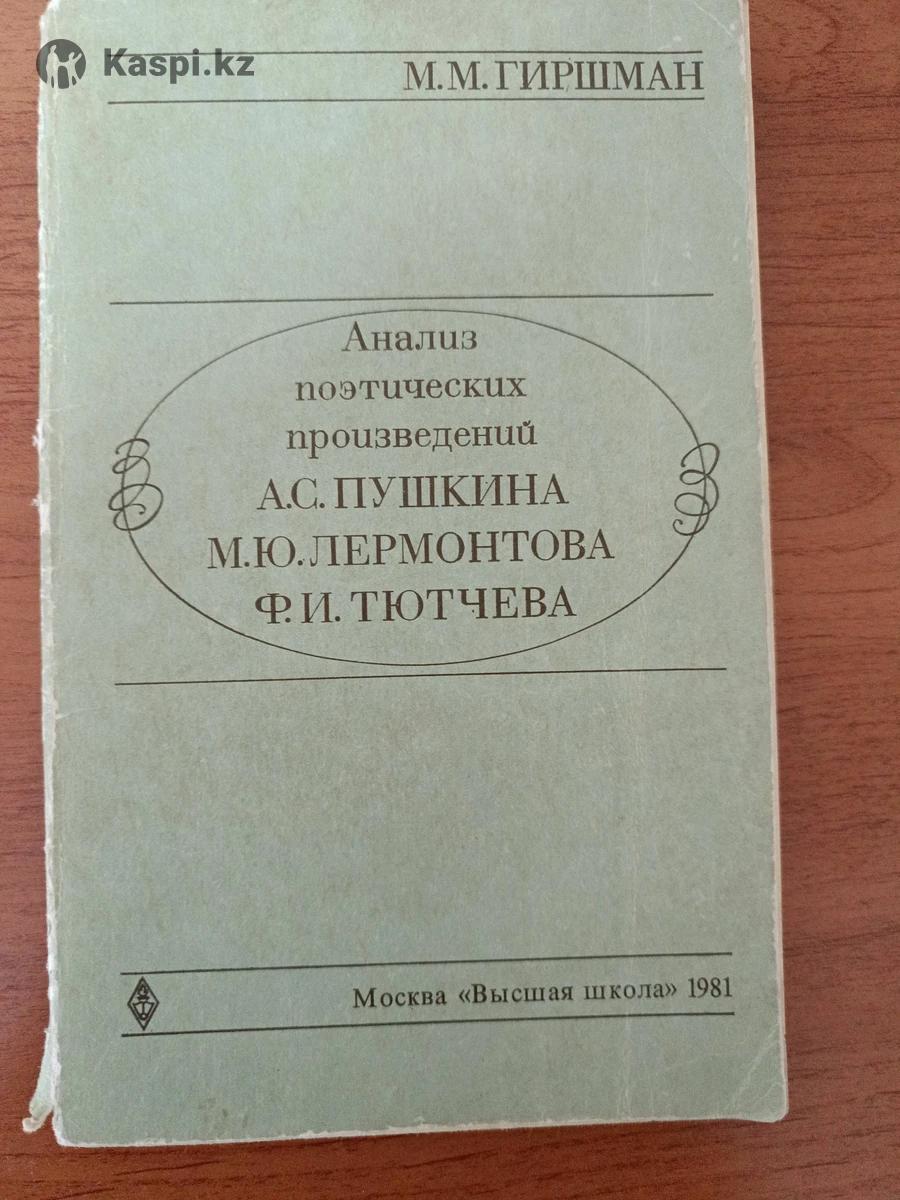 Kaspi.kz
М.М.ГИРШМАН
Анализ
поэтических
произведений
А.С.ПУШКИНА
М.Ю.ЛЕРМОНТОВА
Ф.И.ТЮТЧЕВА
Москва «Высшая школа» 1981